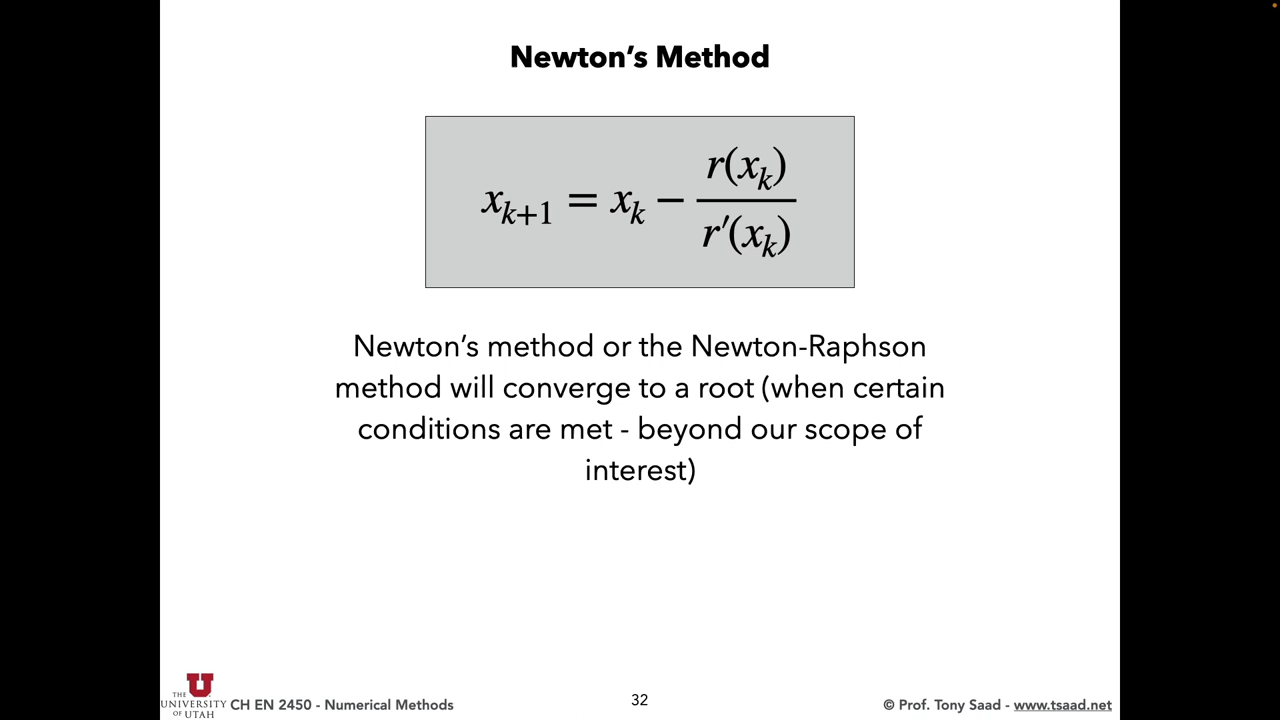 Newton's Method
x_{k+1} = x_k − r(x_k) / r′(x_k)
Newton's method or the Newton-Raphson
method will converge to a root (when certain
conditions are met - beyond our scope of
interest)
THE
UNIVERSITY
OF UTAH
CH EN 2450 - Numerical Methods
32
© Prof. Tony Saad - www.tsaad.net